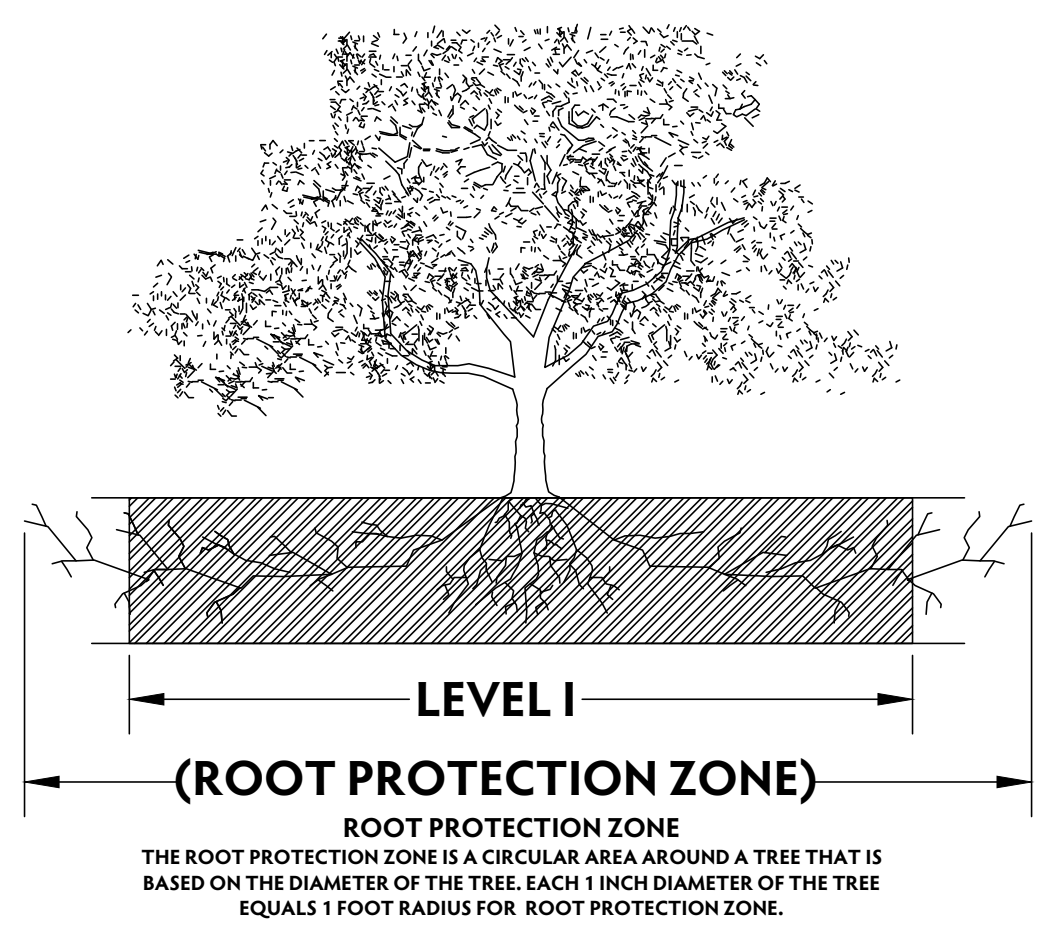 LEVEL 1
(ROOT PROTECTION ZONE)
ROOT PROTECTION ZONE
THE ROOT PROTECTION ZONE IS A CIRCULAR AREA AROUND A TREE THAT IS
BASED ON THE DIAMETER OF THE TREE. EACH 1 INCH DIAMETER OF THE TREE
EQUALS 1 FOOT RADIUS FOR ROOT PROTECTION ZONE.